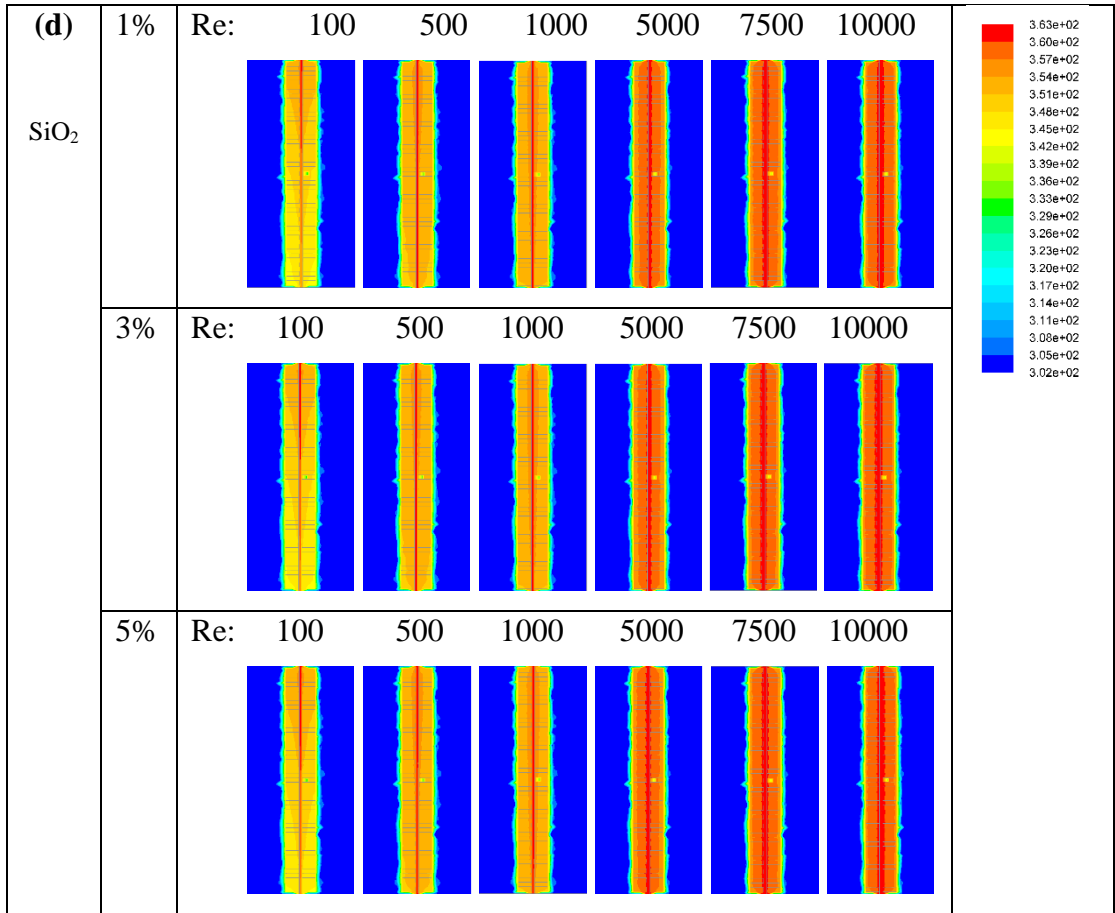 (d) 1% Re: 100 500 1000 5000 7500 10000
SiO₂
3% Re: 100 500 1000 5000 7500 10000
5% Re: 100 500 1000 5000 7500 10000
3.63e+02
3.60e+02
3.57e+02
3.54e+02
3.51e+02
3.48e+02
3.45e+02
3.42e+02
3.39e+02
3.36e+02
3.33e+02
3.29e+02
3.26e+02
3.23e+02
3.20e+02
3.17e+02
3.14e+02
3.11e+02
3.08e+02
3.05e+02
3.02e+02